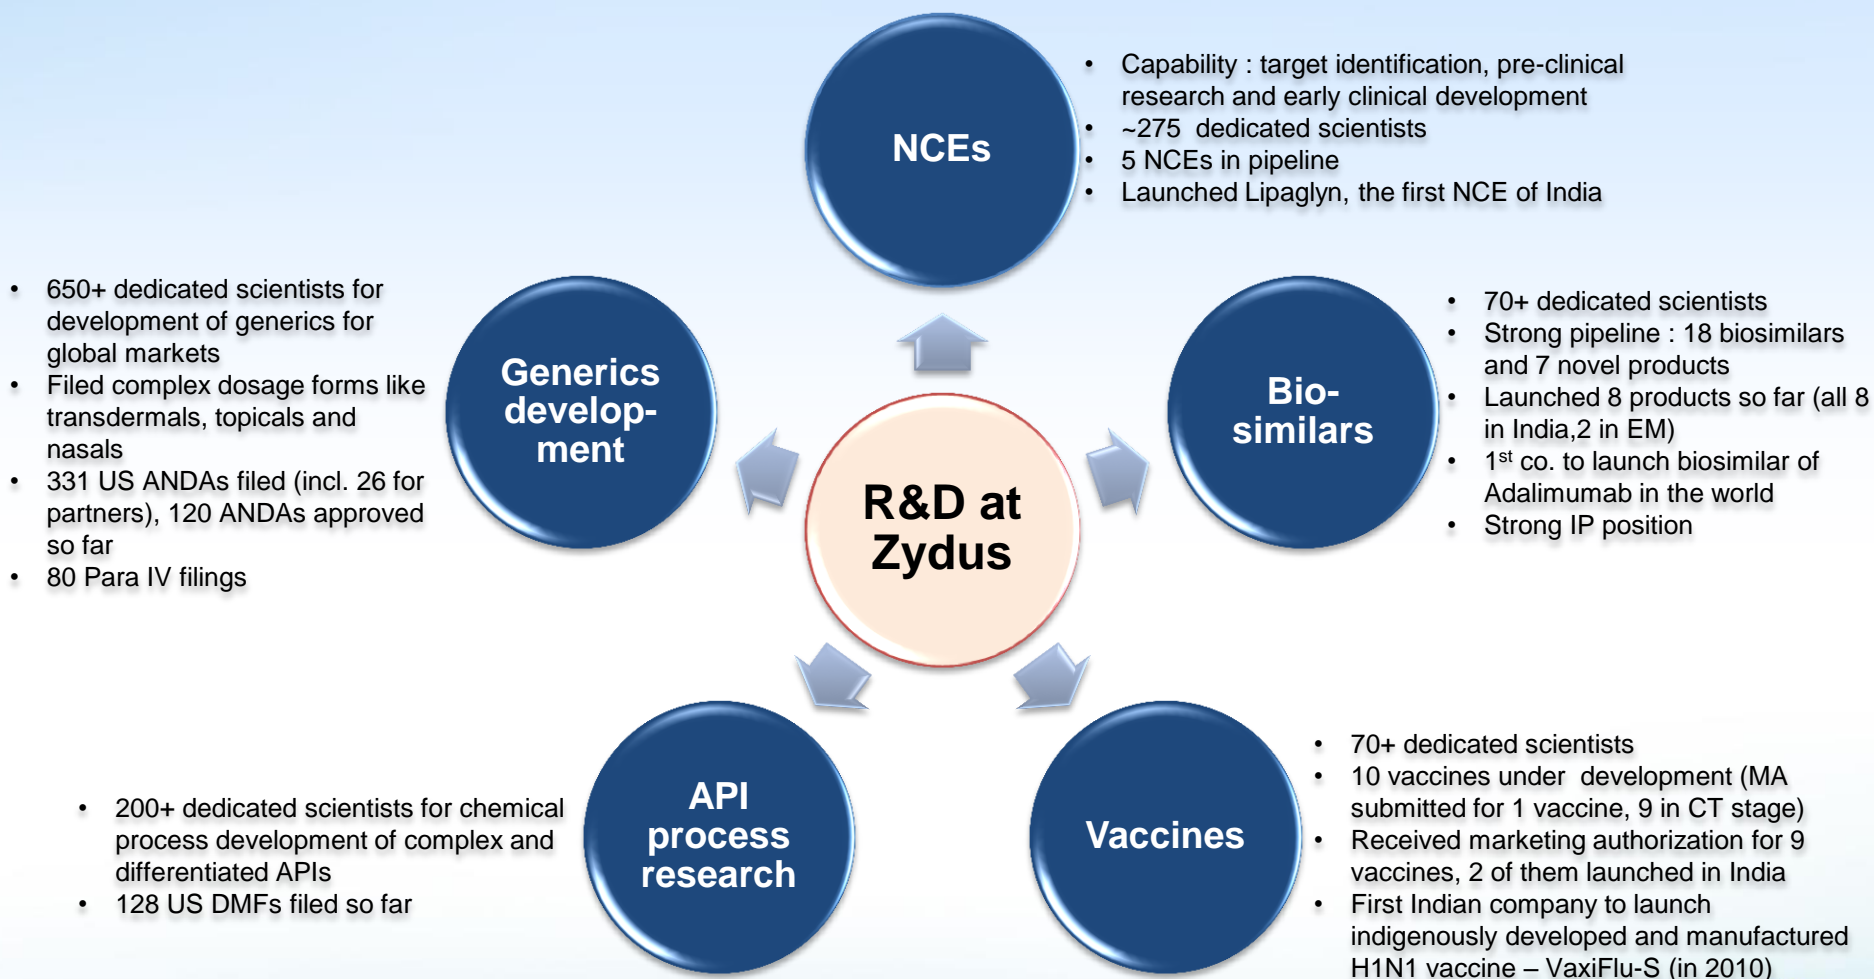 NCEs
• Capability : target identification, pre-clinical
research and early clinical development
• ~275 dedicated scientists
• 5 NCEs in pipeline
• Launched Lipaglyn, the first NCE of India
• 650+ dedicated scientists for
development of generics for
global markets
• Filed complex dosage forms like
transdermals, topicals and
nasals
• 331 US ANDAs filed (incl. 26 for
partners), 120 ANDAs approved
so far
• 80 Para IV filings
Generics
develop-
ment
R&D at
Zydus
Bio-
similars
• 70+ dedicated scientists
• Strong pipeline : 18 biosimilars
and 7 novel products
• Launched 8 products so far (all 8
in India,2 in EM)
• 1st co. to launch biosimilar of
Adalimumab in the world
• Strong IP position
• 200+ dedicated scientists for chemical
process development of complex and
differentiated APIs
• 128 US DMFs filed so far
API
process
research
Vaccines
• 70+ dedicated scientists
• 10 vaccines under development (MA
submitted for 1 vaccine, 9 in CT stage)
• Received marketing authorization for 9
vaccines, 2 of them launched in India
• First Indian company to launch
indigenously developed and manufactured
H1N1 vaccine – VaxiFlu-S (in 2010)